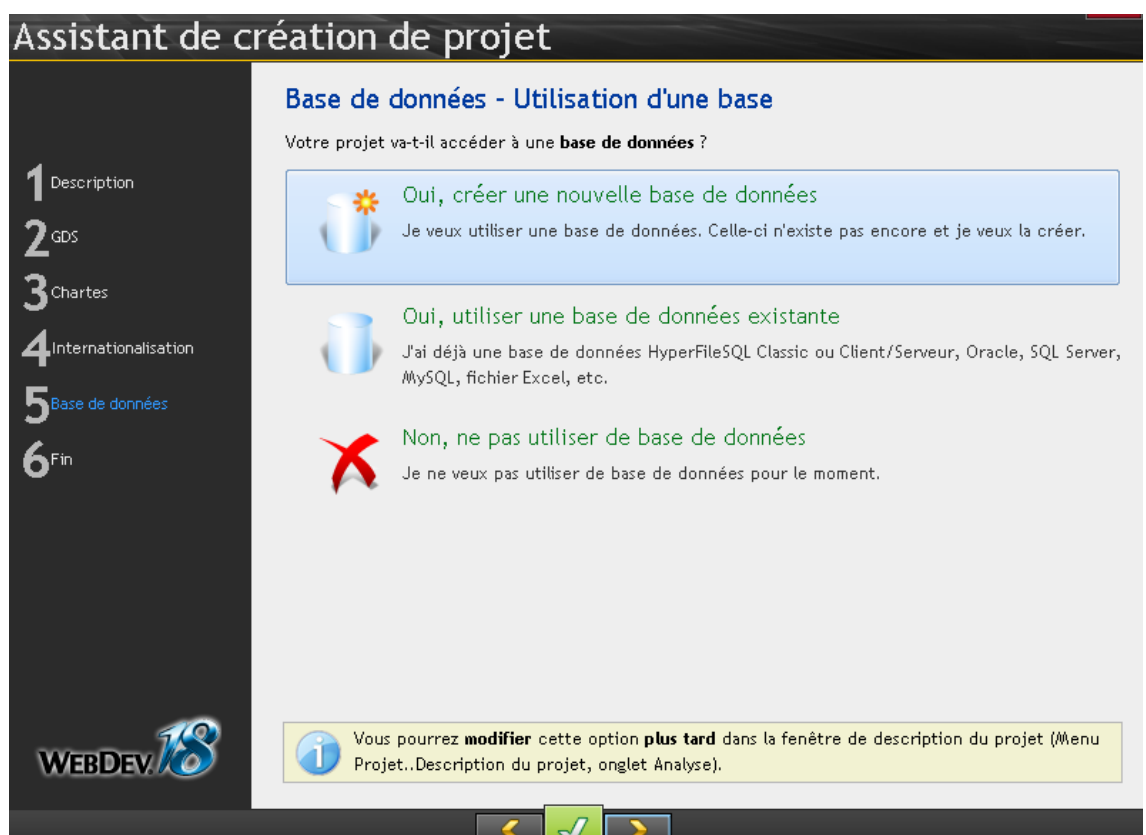 Assistant de création de projet
Base de données - Utilisation d'une base
Votre projet va-t-il accéder à une base de données ?
1 Description
2 GDS
3 Chartes
4 Internationalisation
5 Base de données
6 Fin
Oui, créer une nouvelle base de données
Je veux utiliser une base de données. Celle-ci n'existe pas encore et je veux la créer.
Oui, utiliser une base de données existante
J'ai déjà une base de données HyperFileSQL Classic ou Client/Serveur, Oracle, SQL Server,
MySQL, fichier Excel, etc.
Non, ne pas utiliser de base de données
Je ne veux pas utiliser de base de données pour le moment.
Vous pourrez modifier cette option plus tard dans la fenêtre de description du projet (Menu
Projet..Description du projet, onglet Analyse).
WEBDEV 18